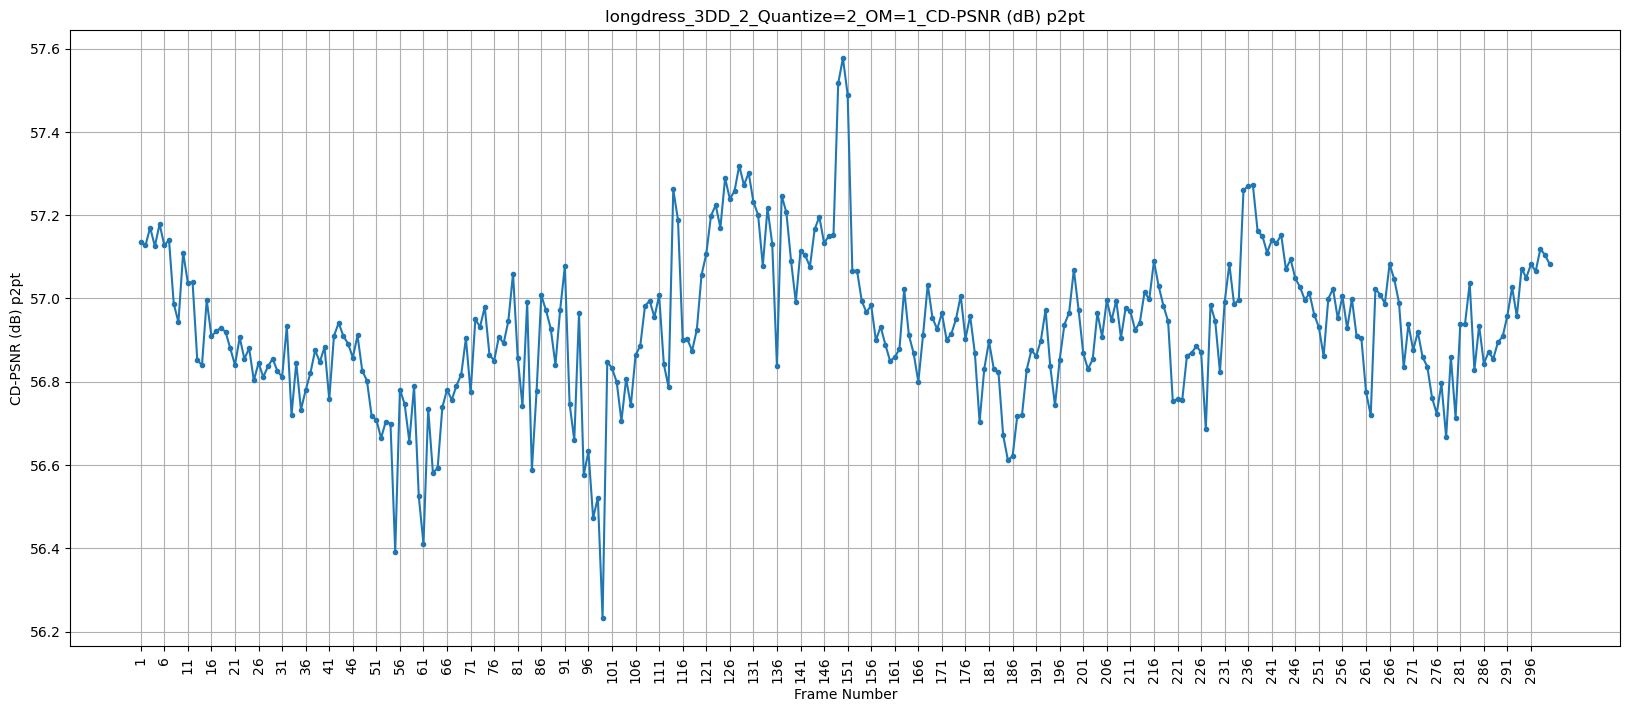 longdress_3DD_2_Quantize=2_OM=1_CD-PSNR (dB) p2pt
CD-PSNR (dB) p2pt
57.6
57.4
57.2
57.0
56.8
56.6
56.4
56.2
1 6 11 16 21 26 31 36 41 46 51 56 61 66 71 76 81 86 91 96 101 106 111 116 121 126 131 136 141 146 151 156 161 166 171 176 181 186 191 196 201 206 211 216 221 226 231 236 241 246 251 256 261 266 271 276 281 286 291 296
Frame Number